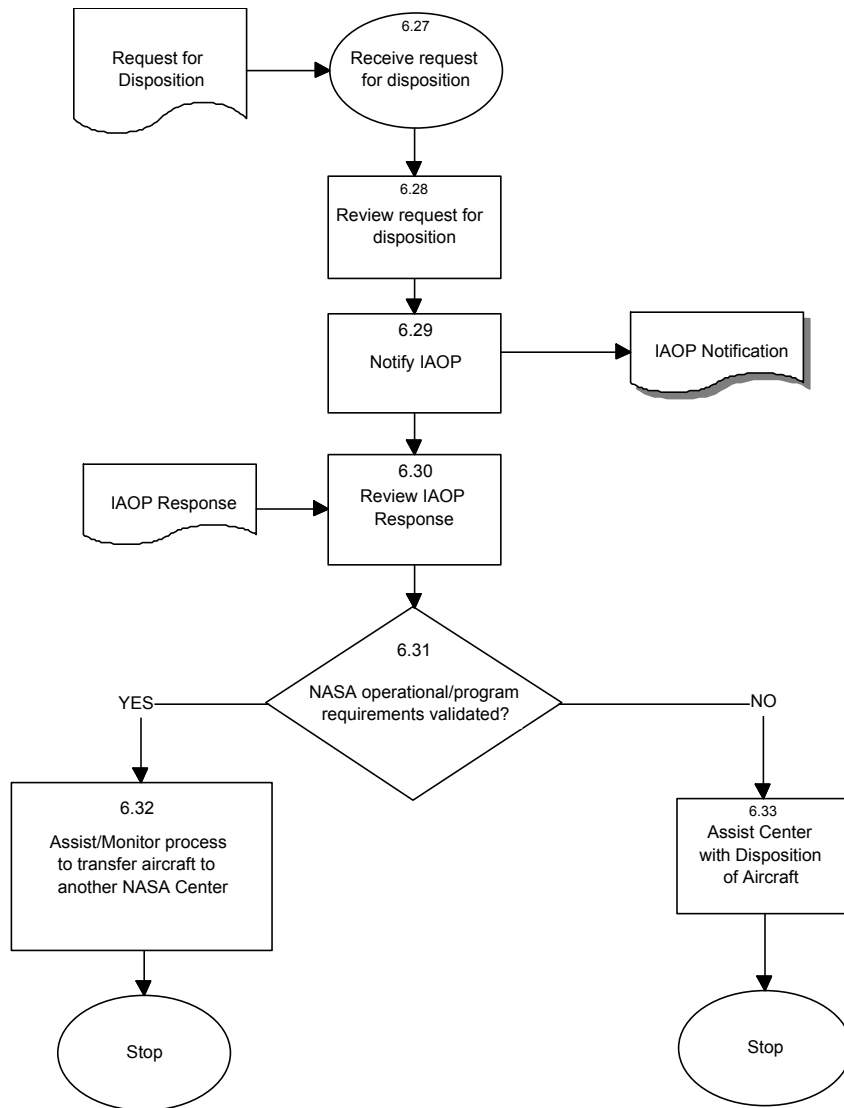 Request for
Disposition
6.27
Receive request
for disposition
6.28
Review request for
disposition
6.29
Notify IAOP
IAOP Notification
IAOP Response
6.30
Review IAOP
Response
6.31
NASA operational/program
requirements validated?
YES
NO
6.32
Assist/Monitor process
to transfer aircraft to
another NASA Center
6.33
Assist Center
with Disposition
of Aircraft
Stop
Stop